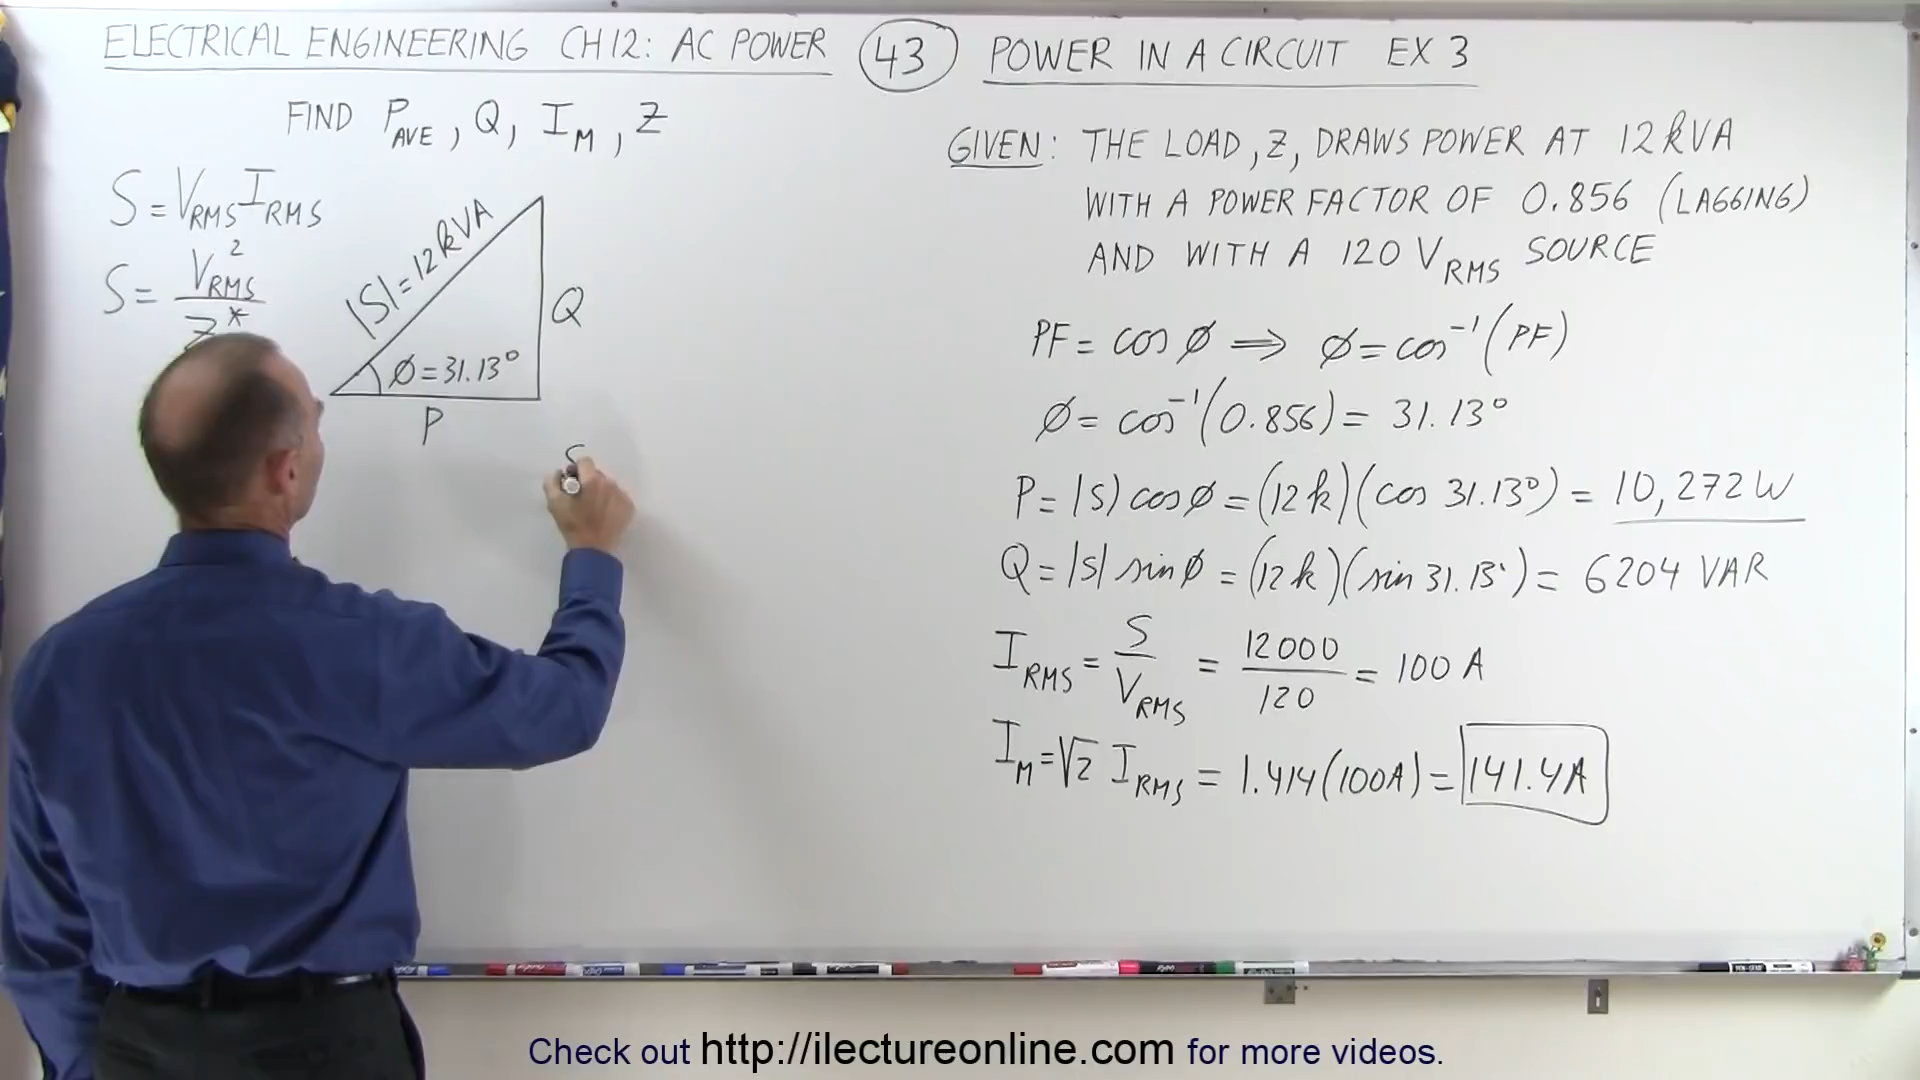 ELECTRICAL ENGINEERING CH 12: AC POWER 43 POWER IN A CIRCUIT EX 3
FIND P_AVE, Q, I_M, Z
S = V_RMS I_RMS
S = V_RMS² / Z*
|S| = 12 kVA
Q
ϕ = 31.13°
P
S
GIVEN: THE LOAD, Z, DRAWS POWER AT 12 kVA
WITH A POWER FACTOR OF 0.856 (LAGGING)
AND WITH A 120 V_RMS SOURCE
PF = cos ϕ ⟹ ϕ = cos⁻¹(PF)
ϕ = cos⁻¹(0.856) = 31.13°
P = |S| cos ϕ = (12k)(cos 31.13°) = 10,272 W
Q = |S| sin ϕ = (12k)(sin 31.13°) = 6204 VAR
I_RMS = S / V_RMS = 12000 / 120 = 100 A
I_M = √2 I_RMS = 1.414(100A) = 141.4A
Check out http://ilectureonline.com for more videos.